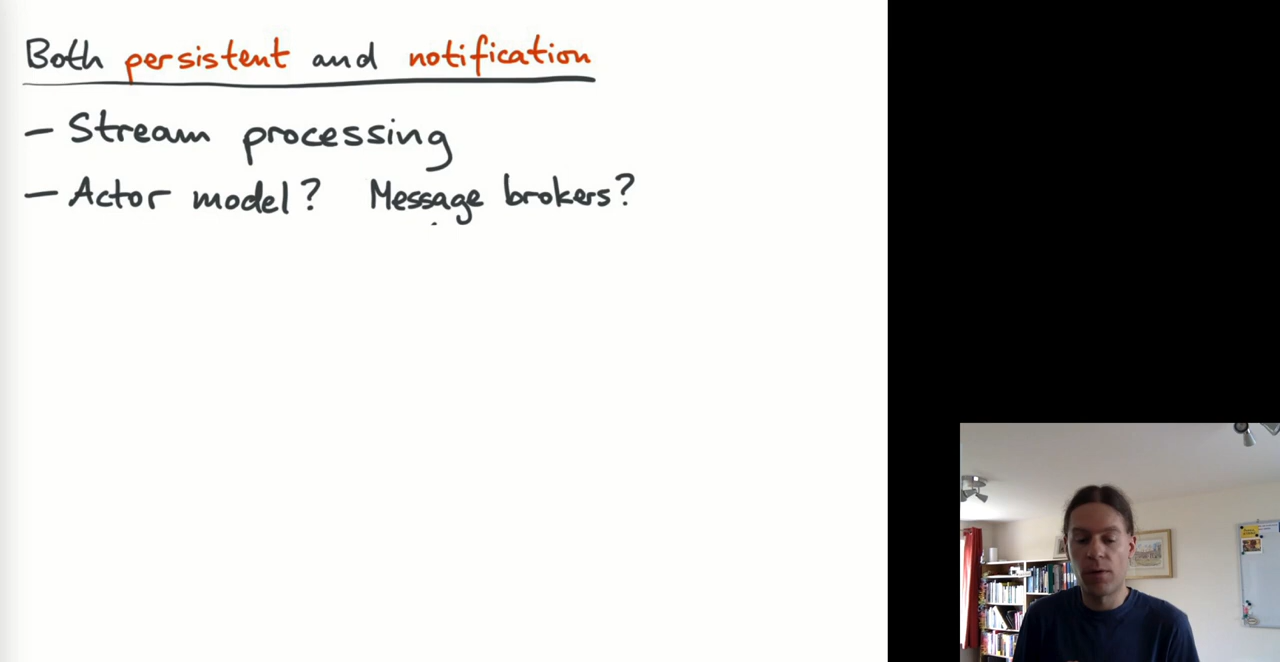 Both persistent and notification
– Stream processing
– Actor model? Message brokers?